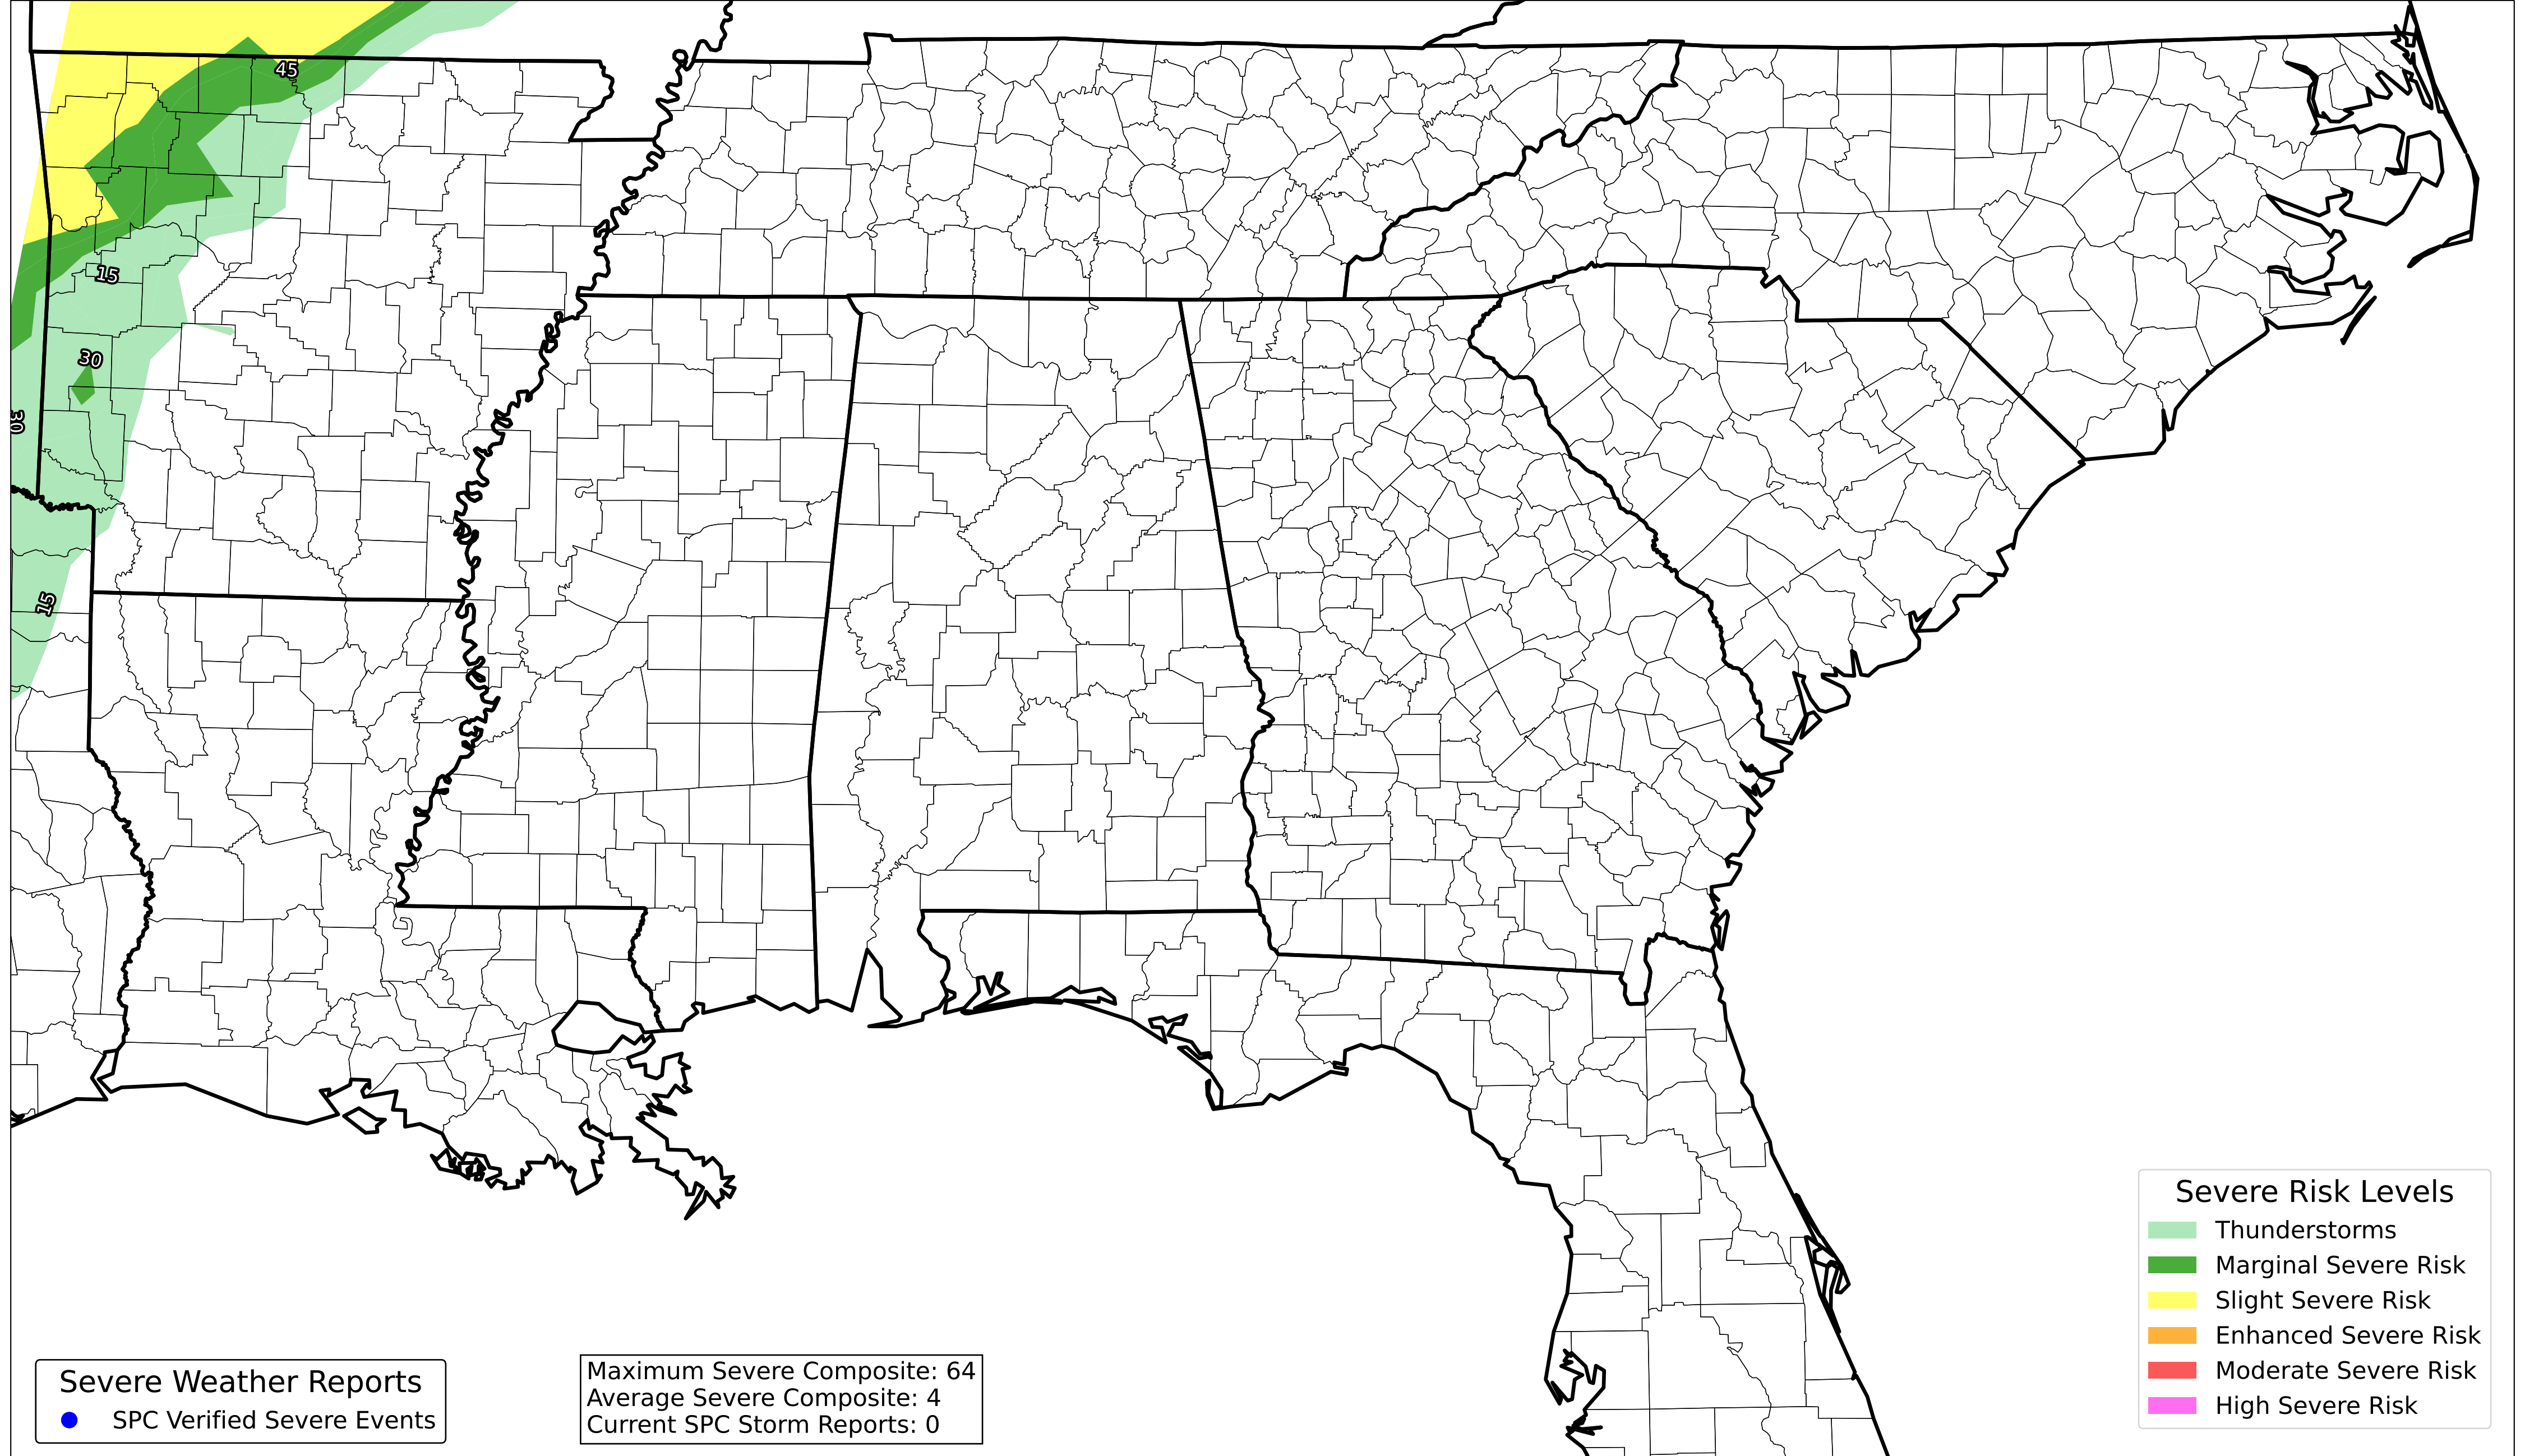 45
15
30
30
15
Severe Risk Levels
Thunderstorms
Marginal Severe Risk
Slight Severe Risk
Enhanced Severe Risk
Moderate Severe Risk
High Severe Risk
Severe Weather Reports
SPC Verified Severe Events
Maximum Severe Composite: 64
Average Severe Composite: 4
Current SPC Storm Reports: 0